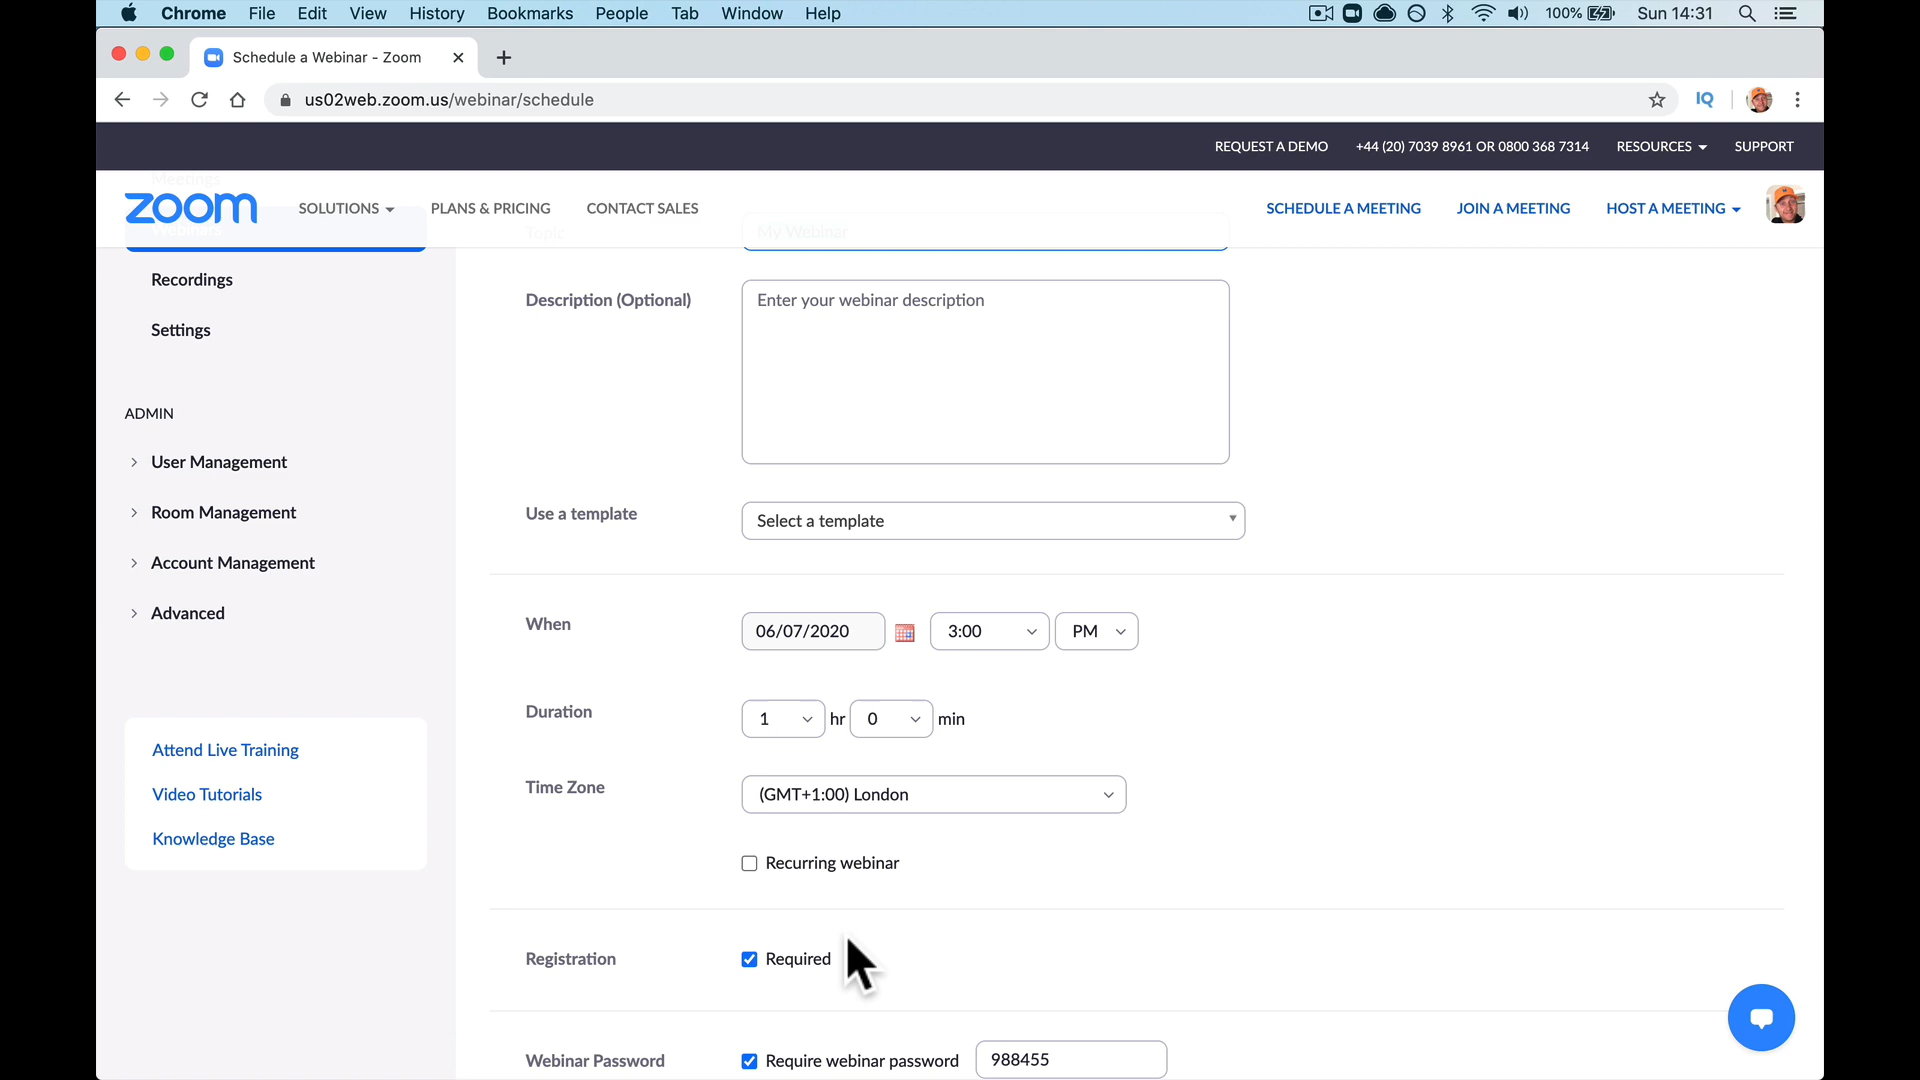 Chrome File Edit View History Bookmarks People Tab Window Help 100% Sun 14:31
Schedule a Webinar - Zoom
us02web.zoom.us/webinar/schedule IQ
REQUEST A DEMO +44 (20) 7039 8961 OR 0800 368 7314 RESOURCES SUPPORT
Meetings
zoom SOLUTIONS PLANS & PRICING CONTACT SALES SCHEDULE A MEETING JOIN A MEETING HOST A MEETING
Webinars Topic My Webinar
Recordings
Settings
ADMIN
User Management
Room Management
Account Management
Advanced
Attend Live Training
Video Tutorials
Knowledge Base
Description (Optional) Enter your webinar description
Use a template Select a template
When 06/07/2020 3:00 PM
Duration 1 hr 0 min
Time Zone (GMT+1:00) London
Recurring webinar
Registration Required
Webinar Password Require webinar password 988455